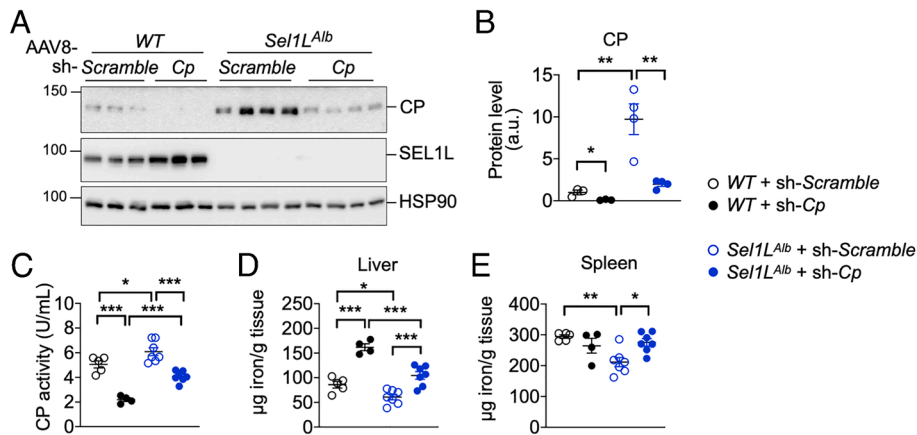 A
AAV8-
sh-
WT
Sel1L^Alb
Scramble Cp Scramble Cp
150
CP
100
SEL1L
100
HSP90
B
CP
** **
*
Protein level
(a.u.)
15
10
5
0
WT + sh-Scramble
WT + sh-Cp
Sel1L^Alb + sh-Scramble
Sel1L^Alb + sh-Cp
C
* ***
*** ***
CP activity (U/mL)
10
8
6
4
2
0
D
Liver
*
*** ***
***
µg iron/g tissue
250
200
150
100
50
0
E
Spleen
** *
µg iron/g tissue
400
300
200
100
0